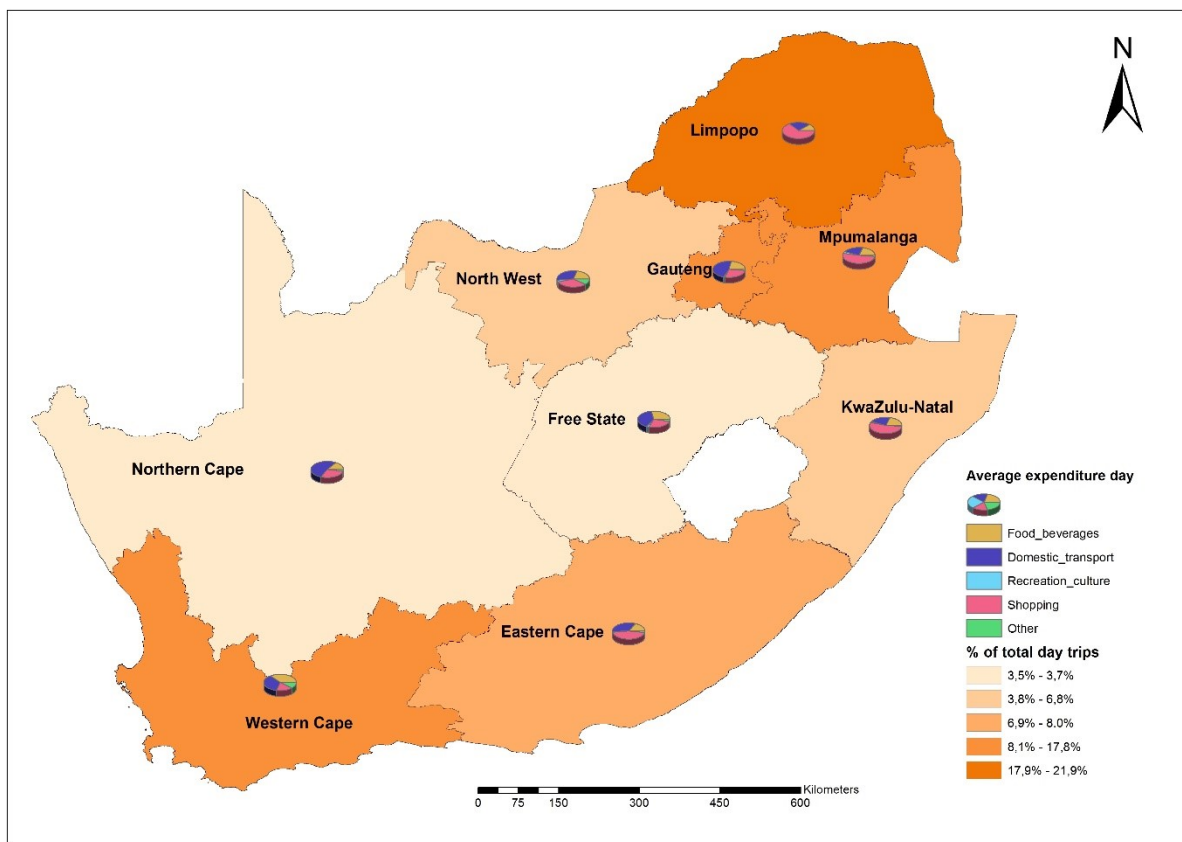 N
Limpopo
Mpumalanga
Gauteng
North West
KwaZulu-Natal
Free State
Northern Cape
Eastern Cape
Western Cape
Average expenditure day
Food_beverages
Domestic_transport
Recreation_culture
Shopping
Other
% of total day trips
3,5% - 3,7%
3,8% - 6,8%
6,9% - 8.0%
8,1% - 17,8%
17,9% - 21,9%
Kilometers
0 75 150 300 450 600